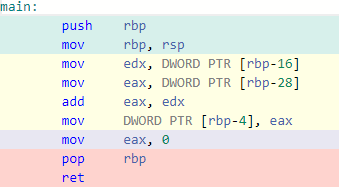 main:
push rbp
mov rbp, rsp
mov edx, DWORD PTR [rbp-16]
mov eax, DWORD PTR [rbp-28]
add eax, edx
mov DWORD PTR [rbp-4], eax
mov eax, 0
pop rbp
ret